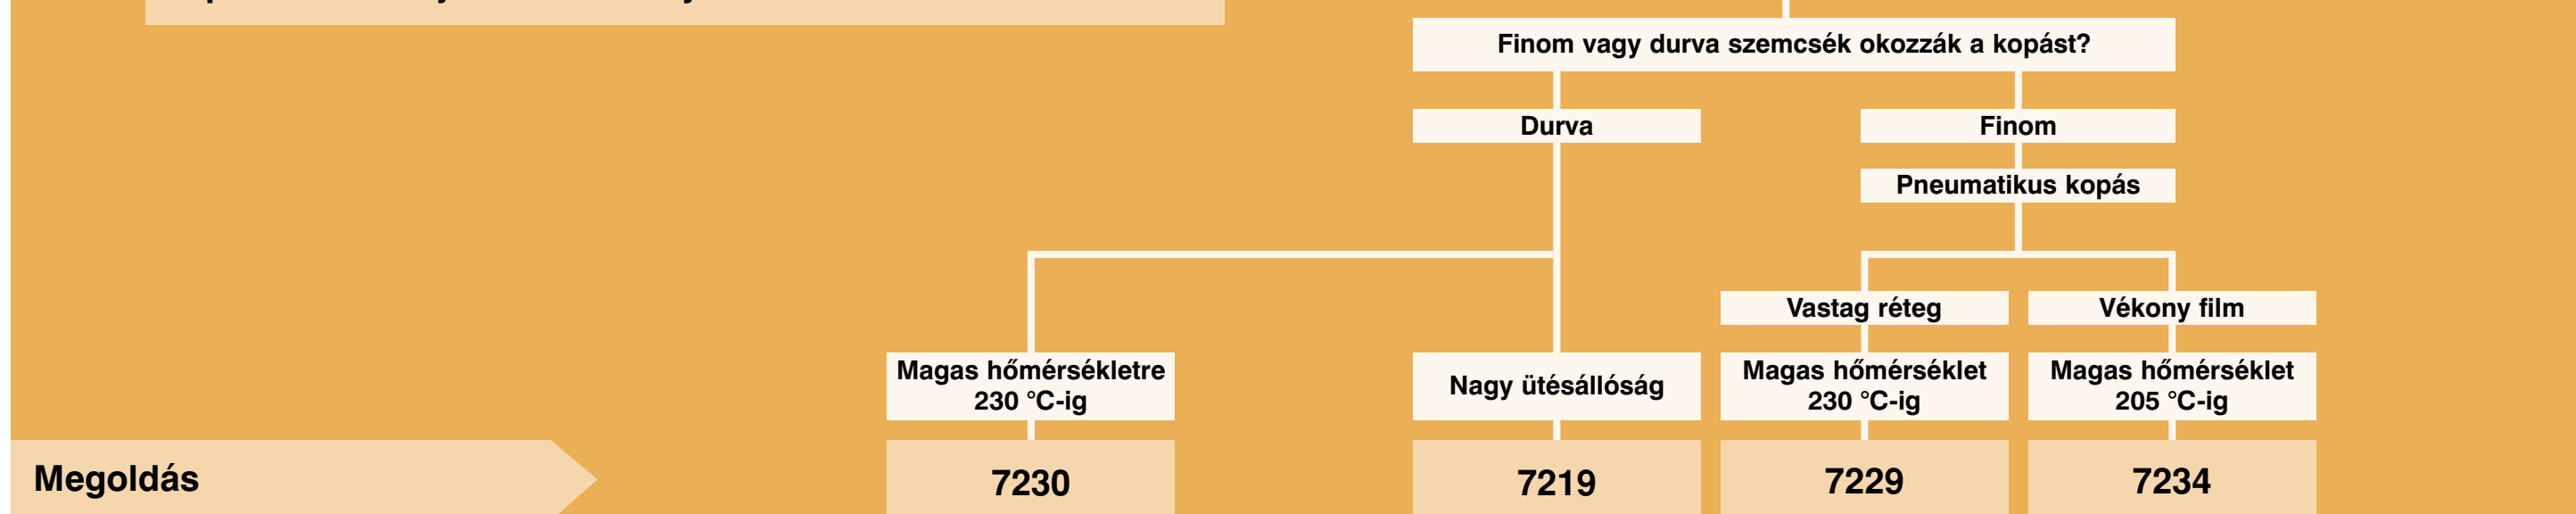 Finom vagy durva szemcsék okozzák a kopást?
Durva
Finom
Pneumatikus kopás
Vastag réteg
Vékony film
Magas hőmérsékletre
230 °C-ig
Nagy ütésállóság
Magas hőmérséklet
230 °C-ig
Magas hőmérséklet
205 °C-ig
Megoldás
7230
7219
7229
7234